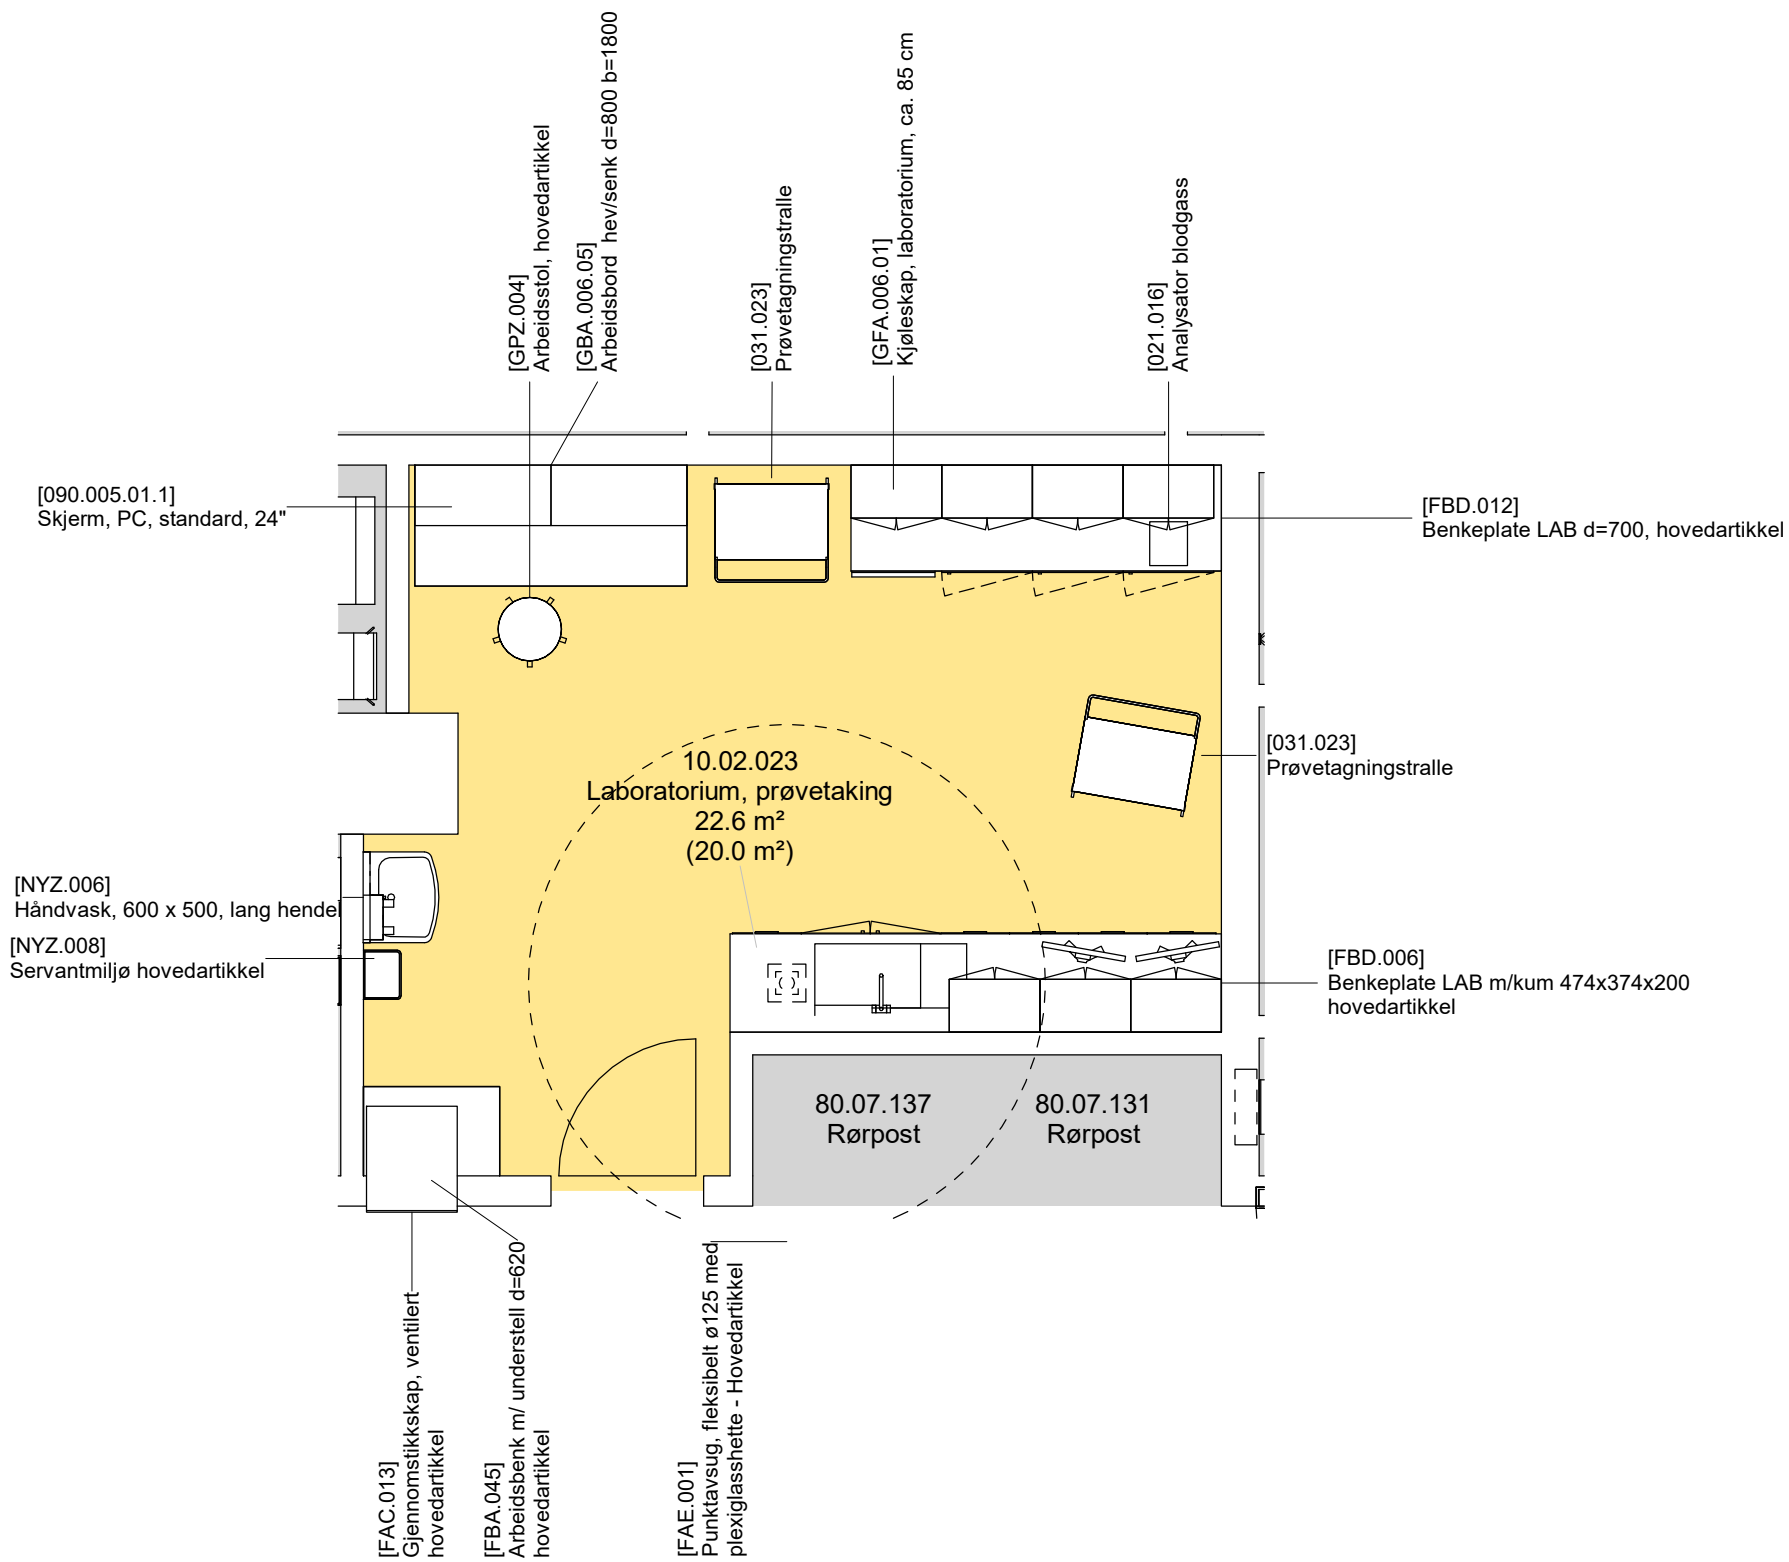 [GPZ.004]
Arbeidsstol, hovedartikkel
[GBA.006.05]
Arbeidsbord  hev/senk d=800 b=1800
[031.023]
Prøvetagningstralle
[GFA.006.01]
Kjøleskap, laboratorium, ca. 85 cm
[021.016]
Analysator blodgass
[090.005.01.1]
Skjerm, PC, standard, 24"
[FBD.012]
Benkeplate LAB d=700, hovedartikkel
10.02.023
Laboratorium, prøvetaking
22.6 m²
(20.0 m²)
[031.023]
Prøvetagningstralle
[NYZ.006]
Håndvask, 600 x 500, lang hendel
[NYZ.008]
Servantmiljø hovedartikkel
[FBD.006]
Benkeplate LAB m/kum 474x374x200
hovedartikkel
80.07.137
Rørpost
80.07.131
Rørpost
[FAC.013]
Gjennomstikkskap, ventilert
hovedartikkel
[FBA.045]
Arbeidsbenk m/ understell d=620
hovedartikkel
[FAE.001]
Punktavsug, fleksibelt ø125 med
plexiglasshette - Hovedartikkel